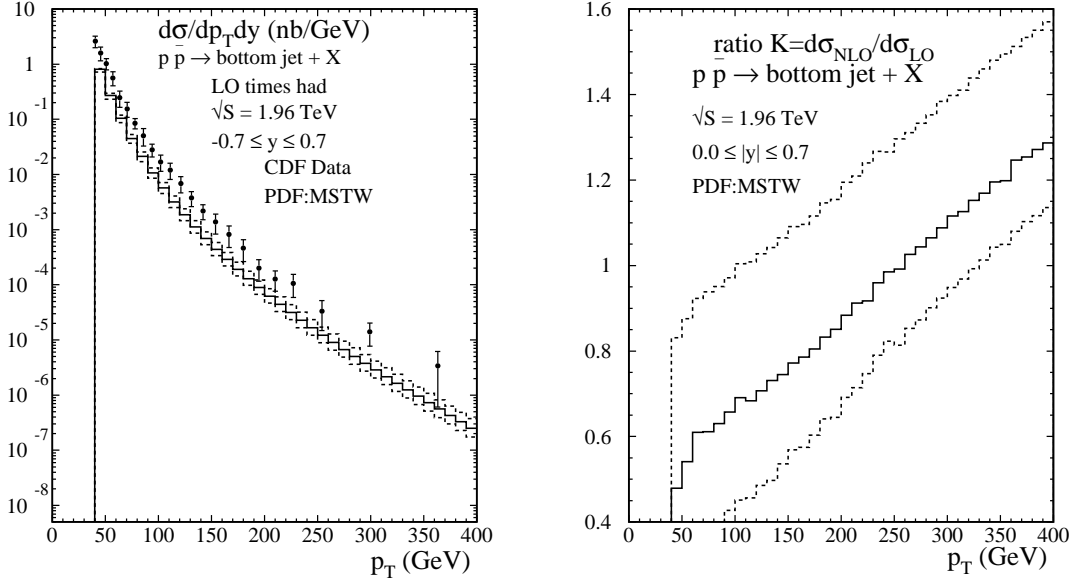 dσ/dp_T dy (nb/GeV)
p p̄ → bottom jet + X
LO times had
√S = 1.96 TeV
-0.7 ≤ y ≤ 0.7
CDF Data
PDF:MSTW
10
1
10 -1
10 -2
10 -3
10 -4
10 -5
10 -6
10 -7
10 -8
0 50 100 150 200 250 300 350 400
p_T (GeV)
ratio K=dσ_NLO/dσ_LO
p p̄ → bottom jet + X
√S = 1.96 TeV
0.0 ≤ |y| ≤ 0.7
PDF:MSTW
1.6
1.4
1.2
1
0.8
0.6
0.4
0 50 100 150 200 250 300 350 400
p_T (GeV)